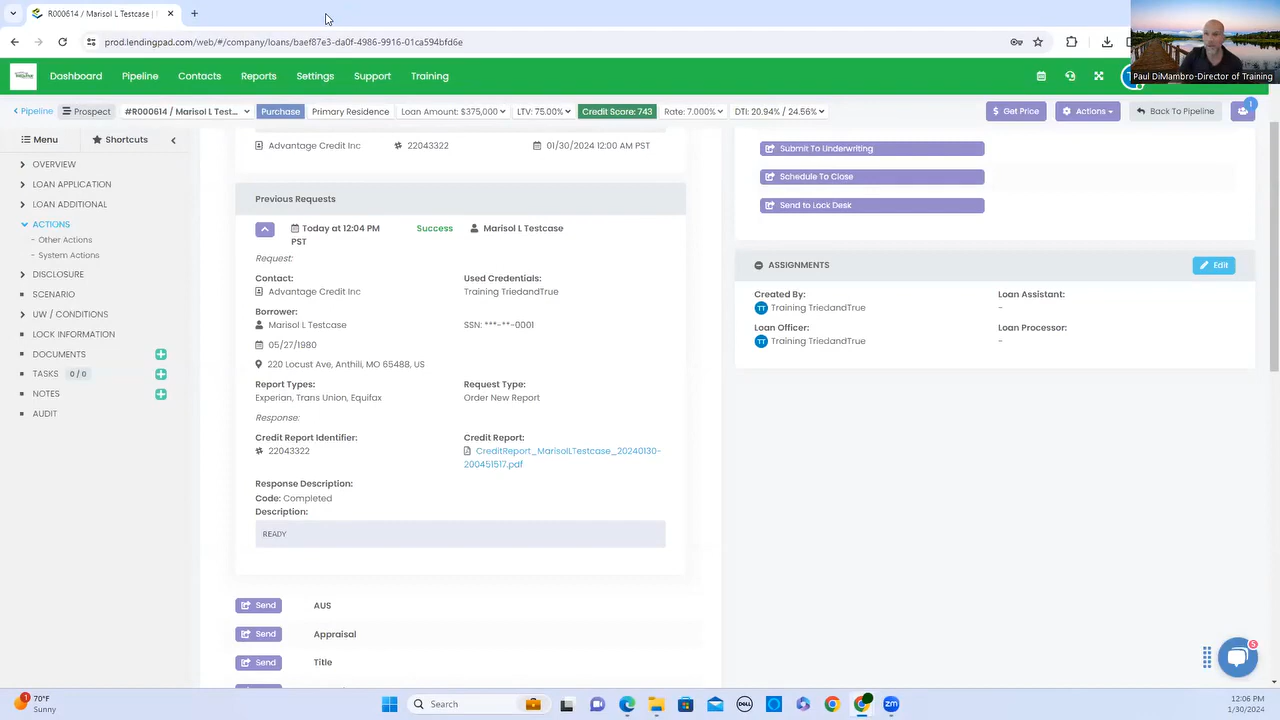 R000614 / Marisol L Testcase |
prod.lendingpad.com/web/#/company/loans/baef87e3-da0f-4986-9916-01ca594bfd6e
Paul DiMambro-Director of Training
Dashboard Pipeline Contacts Reports Settings Support Training
Pipeline Prospect #R000614 / Marisol L Test... Purchase Primary Residence Loan Amount: $375,000 LTV: 75.0% Credit Score: 743 Rate: 7.000% DTI: 20.94% / 24.56% $ Get Price Actions Back To Pipeline 1
Menu Shortcuts
OVERVIEW
LOAN APPLICATION
LOAN ADDITIONAL
ACTIONS
- Other Actions
- System Actions
DISCLOSURE
SCENARIO
UW / CONDITIONS
LOCK INFORMATION
DOCUMENTS
TASKS 0 / 0
NOTES
AUDIT
Advantage Credit Inc 22043322 01/30/2024 12:00 AM PST
Previous Requests
Today at 12:04 PM PST Success Marisol L Testcase
Request:
Contact: Used Credentials:
Advantage Credit Inc Training TriedandTrue
Borrower:
Marisol L Testcase SSN: ***-**-0001
05/27/1980
220 Locust Ave, Anthill, MO 65488, US
Report Types: Request Type:
Experian, Trans Union, Equifax Order New Report
Response:
Credit Report Identifier: Credit Report:
22043322 CreditReport_MarisolLTestcase_20240130-
200451517.pdf
Response Description:
Code: Completed
Description:
READY
Send AUS
Send Appraisal
Send Title
Submit To Underwriting
Schedule To Close
Send to Lock Desk
ASSIGNMENTS Edit
Created By: Loan Assistant:
TT Training TriedandTrue -
Loan Officer: Loan Processor:
TT Training TriedandTrue -
5
1
70°F
Sunny
Search
DELL
zm
12:06 PM
1/30/2024